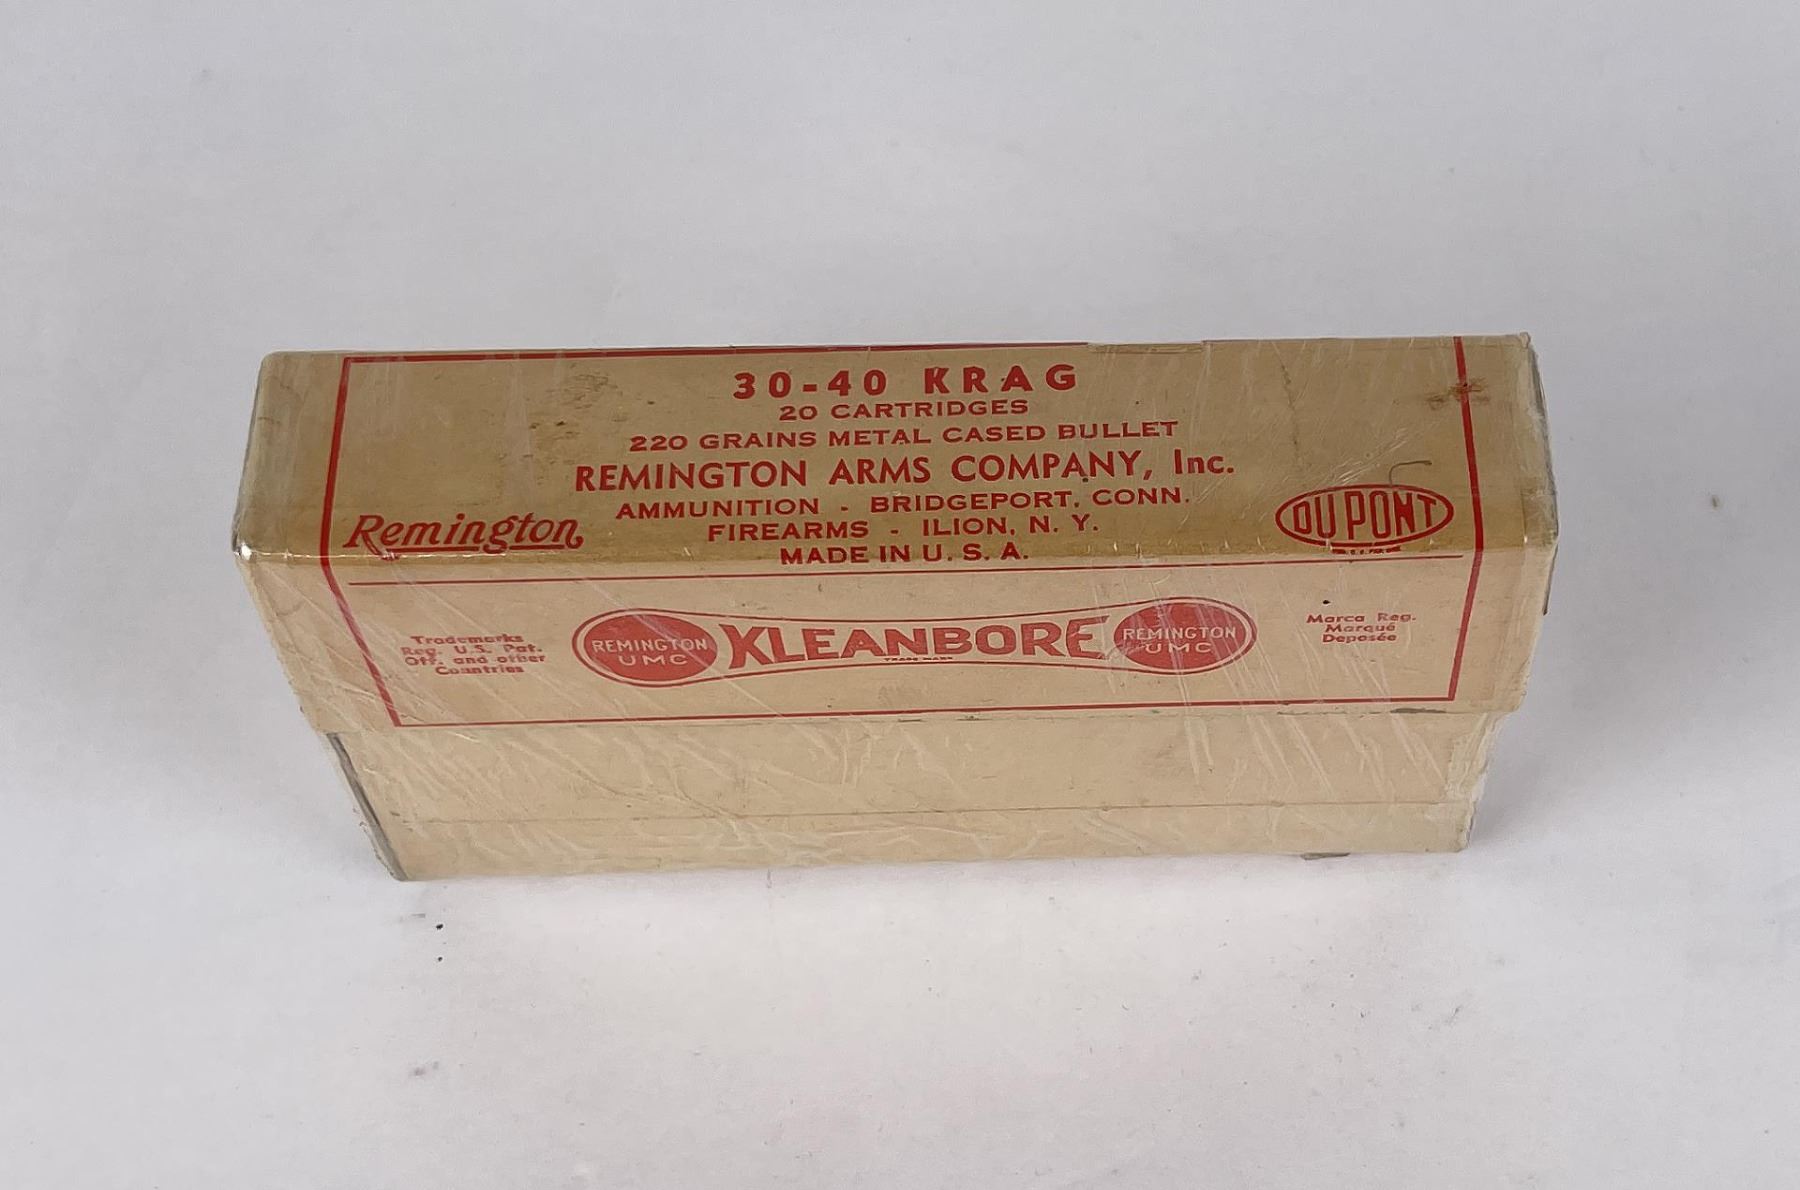 30-40 KRAG
20 CARTRIDGES
220 GRAINS METAL CASED BULLET
REMINGTON ARMS COMPANY, Inc.
AMMUNITION - BRIDGEPORT, CONN.
FIREARMS - ILION, N. Y.
MADE IN U. S. A.
Remington
DU PONT
Trademarks
Reg. U.S. Pat.
Off. and other
Countries
REMINGTON
UMC
KLEANBORE
TRADE MARK
REMINGTON
UMC
Marca Reg.
Marqué
Deposée